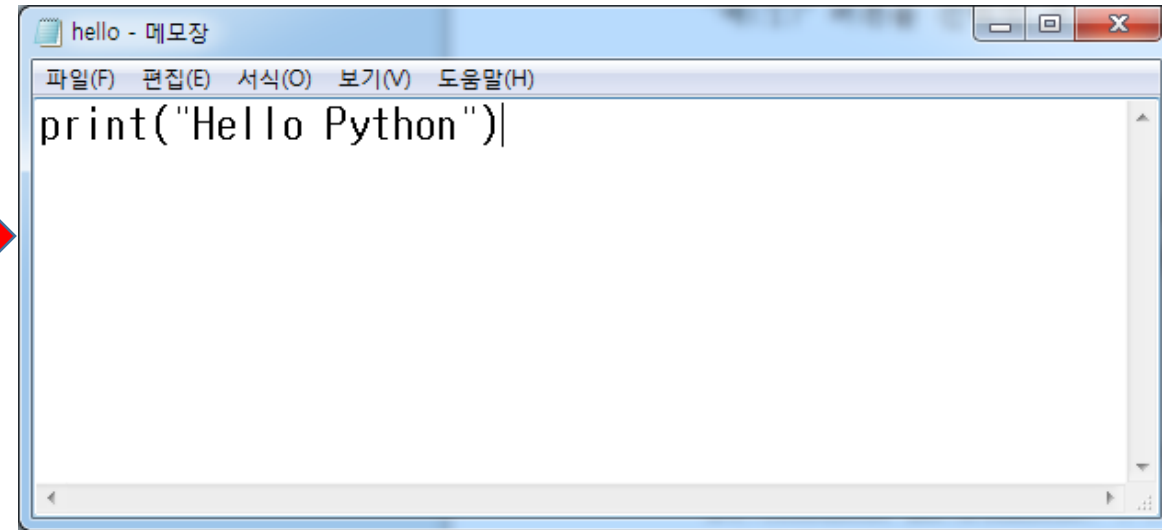 hello - 메모장
파일(F) 편집(E) 서식(O) 보기(V) 도움말(H)
print("Hello Python")